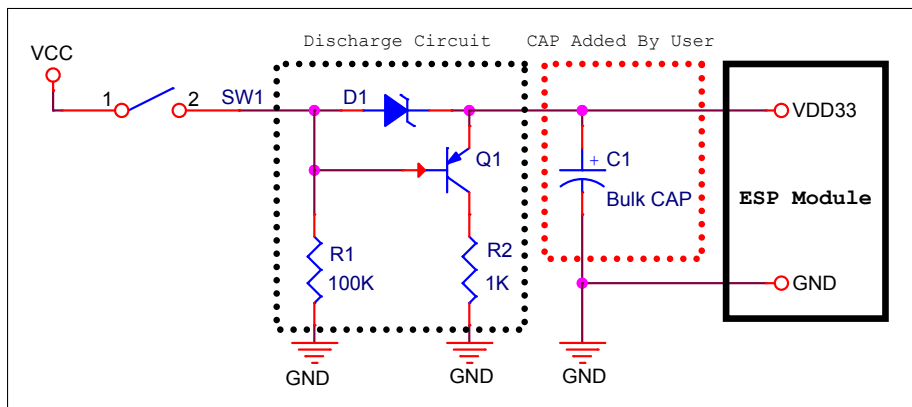 Discharge Circuit
CAP Added By User
VCC
1
2
SW1
D1
VDD33
Q1
+
C1
Bulk CAP
ESP Module
R1
100K
R2
1K
GND
GND
GND
GND